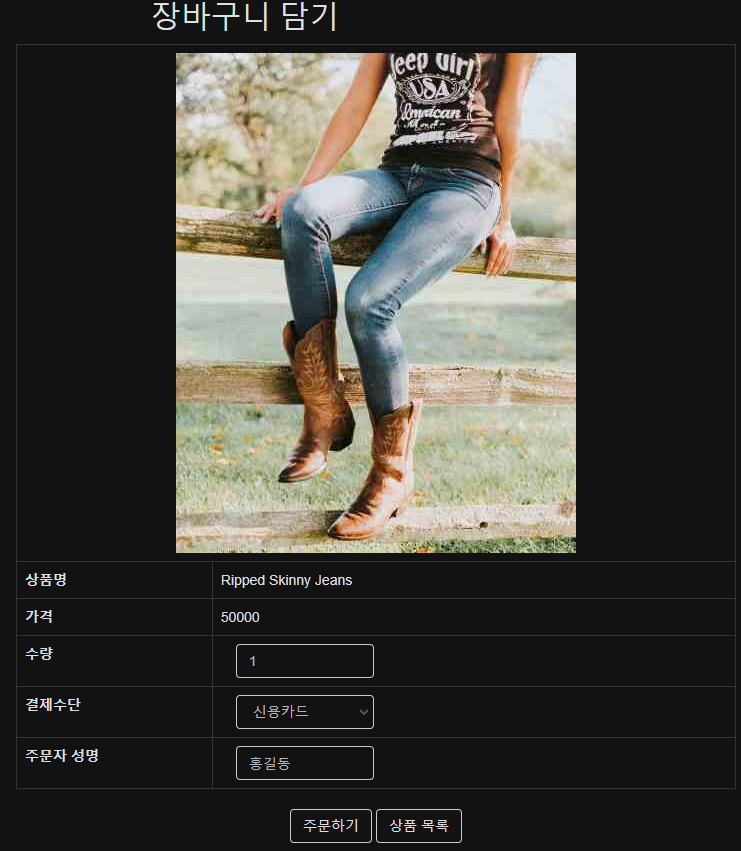 장바구니 담기
Jeep Girl
USA
상품명 Ripped Skinny Jeans
가격 50000
수량 1
결제수단 신용카드
주문자 성명 홍길동
주문하기 상품 목록